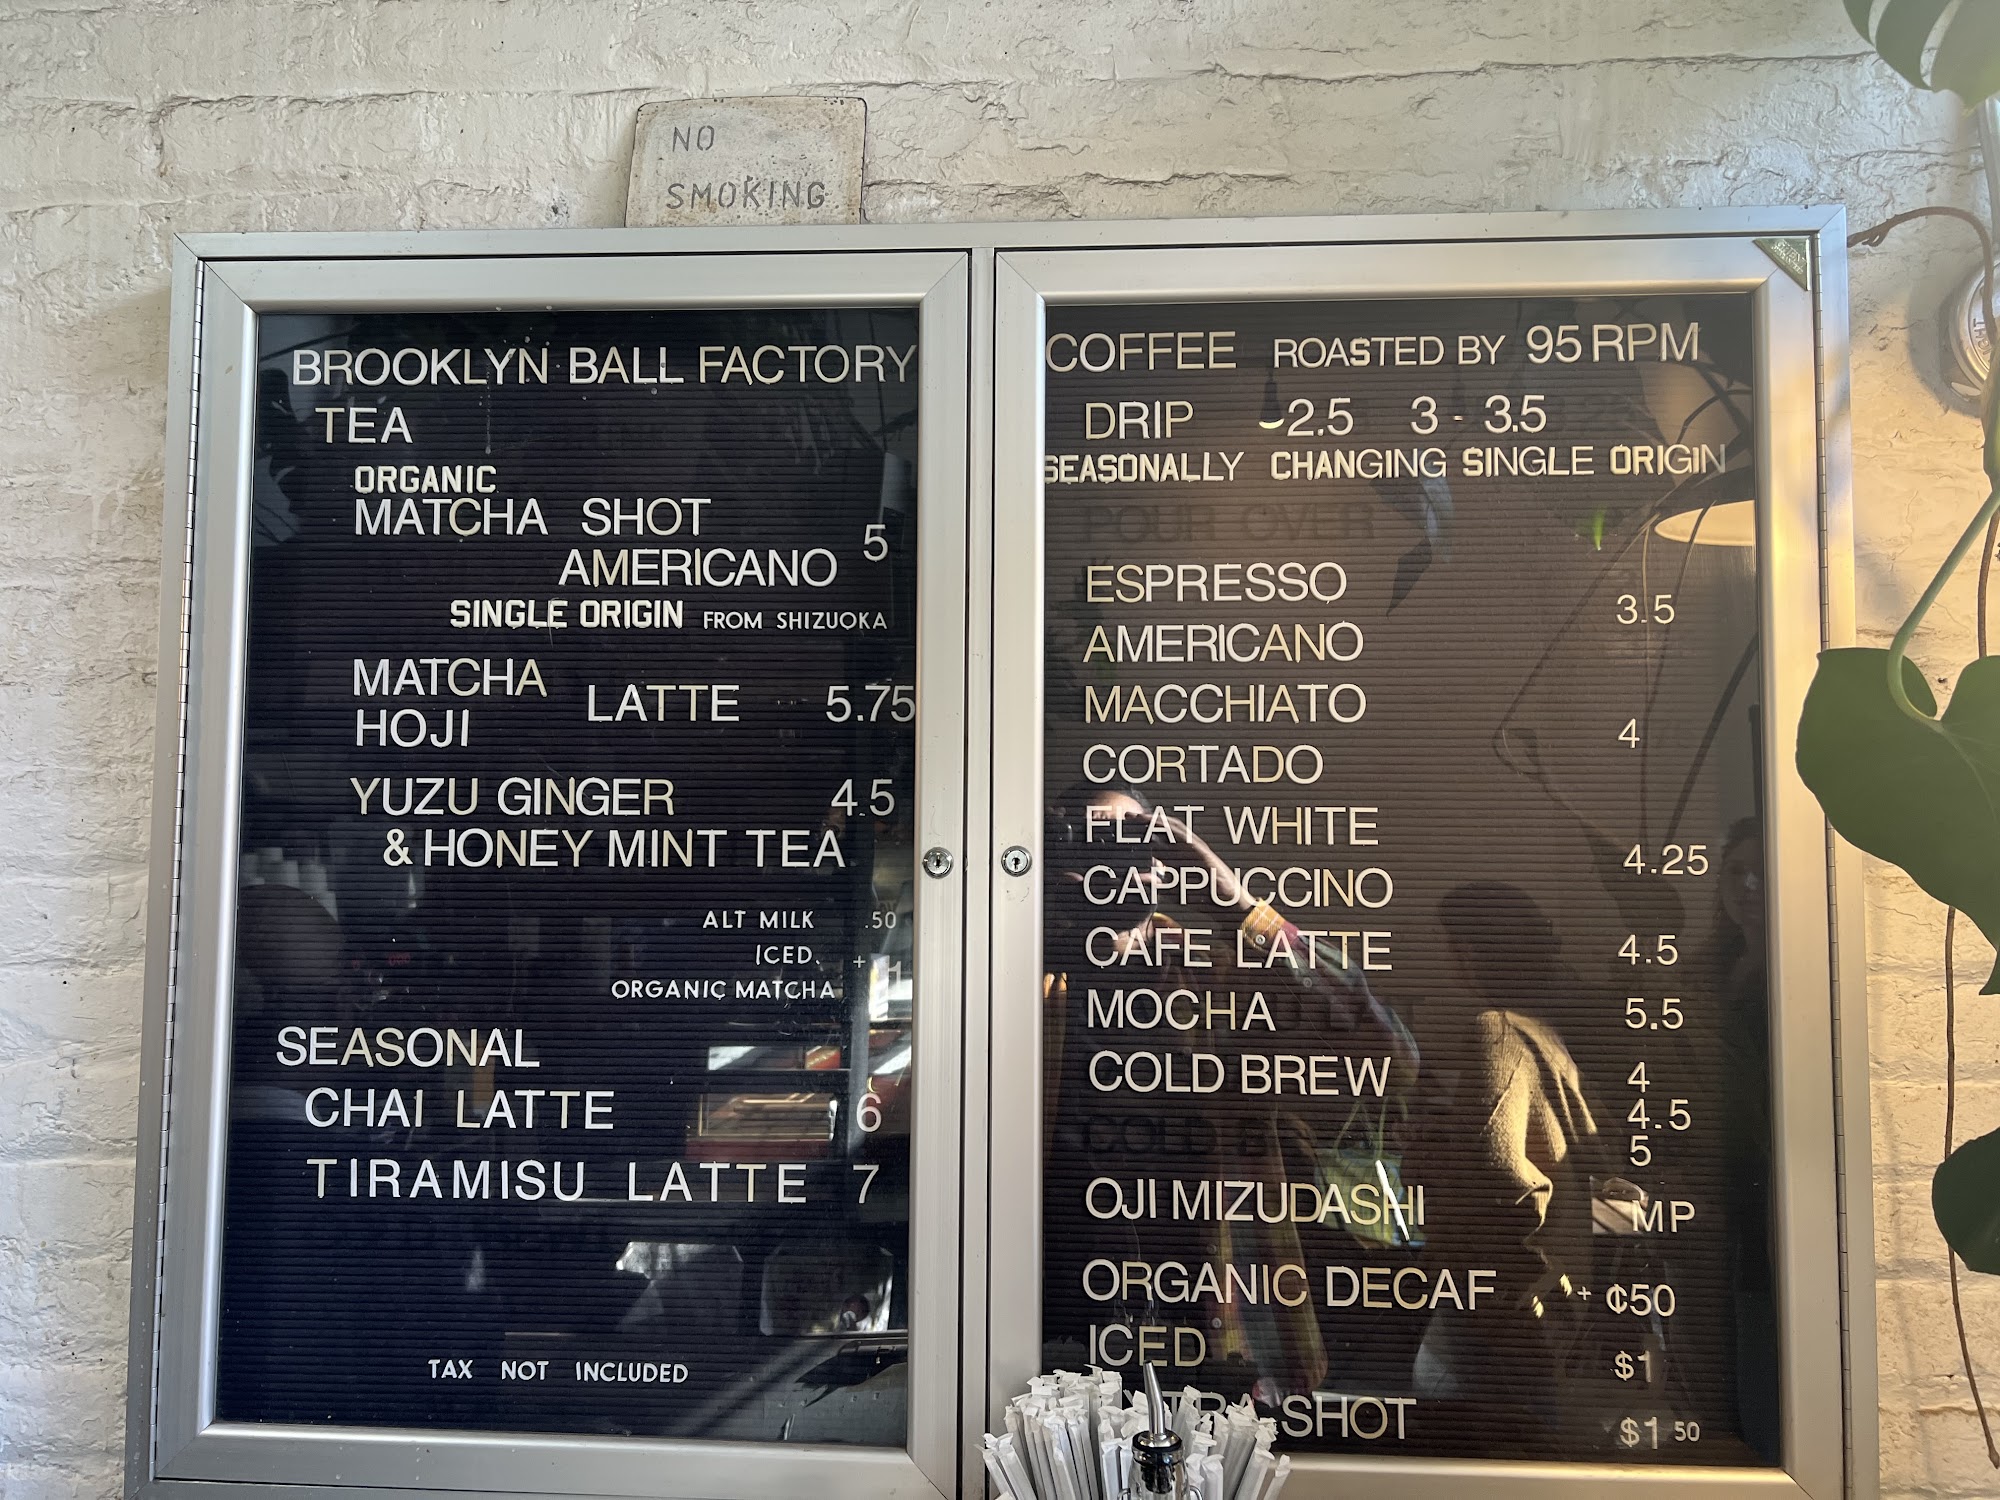 NO
SMOKING
BROOKLYN BALL FACTORY
TEA
ORGANIC
MATCHA SHOT
AMERICANO 5
SINGLE ORIGIN FROM SHIZUOKA
MATCHA
HOJI
LATTE 5.75
YUZU GINGER 4.5
& HONEY MINT TEA
ALT MILK .50
ICED. + 1
ORGANIC MATCHA
SEASONAL
CHAI LATTE 6
TIRAMISU LATTE 7
TAX NOT INCLUDED
COFFEE ROASTED BY 95 RPM
DRIP -2.5 3 - 3.5
SEASONALLY CHANGING SINGLE ORIGIN
POUR OVER
ESPRESSO
3.5
AMERICANO
MACCHIATO
4
CORTADO
FLAT WHITE
4.25
CAPPUCCINO
CAFE LATTE 4.5
MOCHA 5.5
COLD BREW 4
4.5
5
OJI MIZUDASHI MP
ORGANIC DECAF + ¢50
ICED $1
EXTRA SHOT $1 50